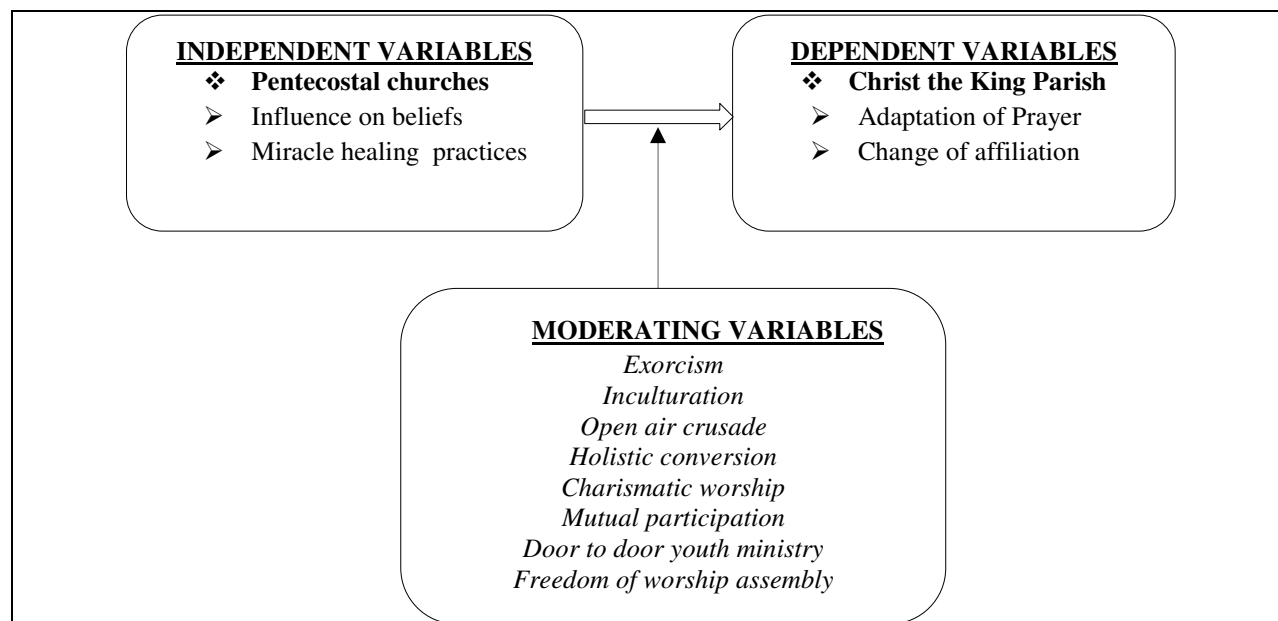 INDEPENDENT VARIABLES
❖ Pentecostal churches
➢ Influence on beliefs
➢ Miracle healing practices
DEPENDENT VARIABLES
❖ Christ the King Parish
➢ Adaptation of Prayer
➢ Change of affiliation
MODERATING VARIABLES
Exorcism
Inculturation
Open air crusade
Holistic conversion
Charismatic worship
Mutual participation
Door to door youth ministry
Freedom of worship assembly